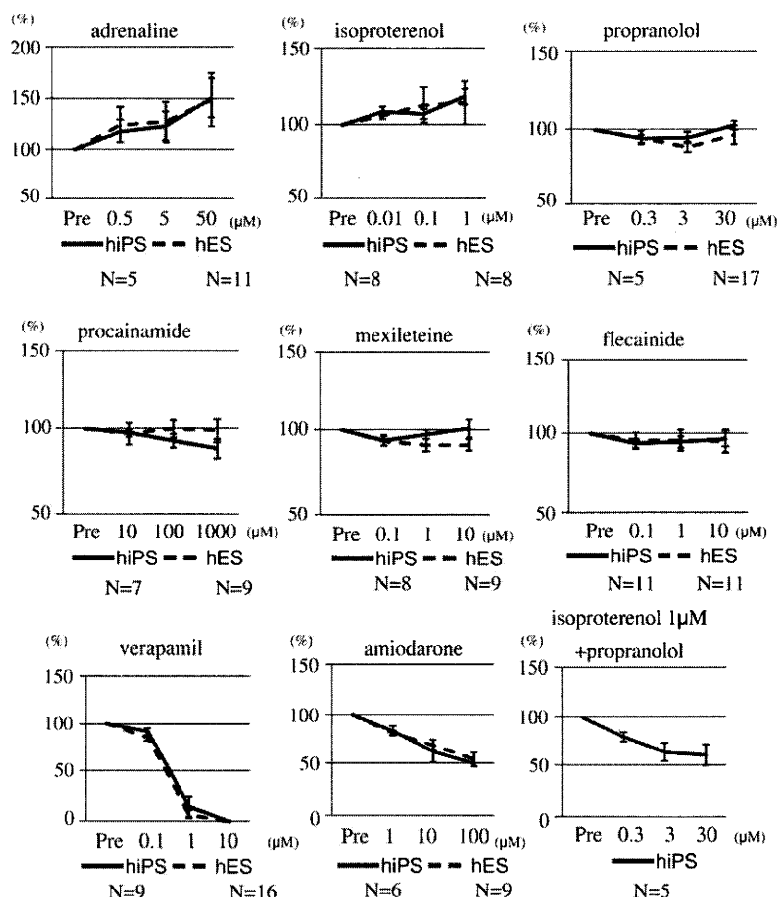 (%) adrenaline
200
150
100
50
Pre 0.5 5 50 (μM)
hiPS hES
N=5 N=11
(%) isoproterenol
150
100
50
Pre 0.01 0.1 1 (μM)
hiPS hES
N=8 N=8
(%) propranolol
150
100
50
Pre 0.3 3 30 (μM)
hiPS hES
N=5 N=17
(%) procainamide
150
100
50
Pre 10 100 1000 (μM)
hiPS hES
N=7 N=9
(%) mexileteine
150
100
50
Pre 0.1 1 10 (μM)
hiPS hES
N=8 N=9
(%) flecainide
150
100
50
Pre 0.1 1 10 (μM)
hiPS hES
N=11 N=11
(%) verapamil
150
100
50
0
Pre 0.1 1 10 (μM)
hiPS hES
N=9 N=16
(%) amiodarone
150
100
50
0
Pre 1 10 100 (μM)
hiPS hES
N=6 N=9
isoproterenol 1μM
(%) +propranolol
150
100
50
0
Pre 0.3 3 30 (μM)
hiPS
N=5